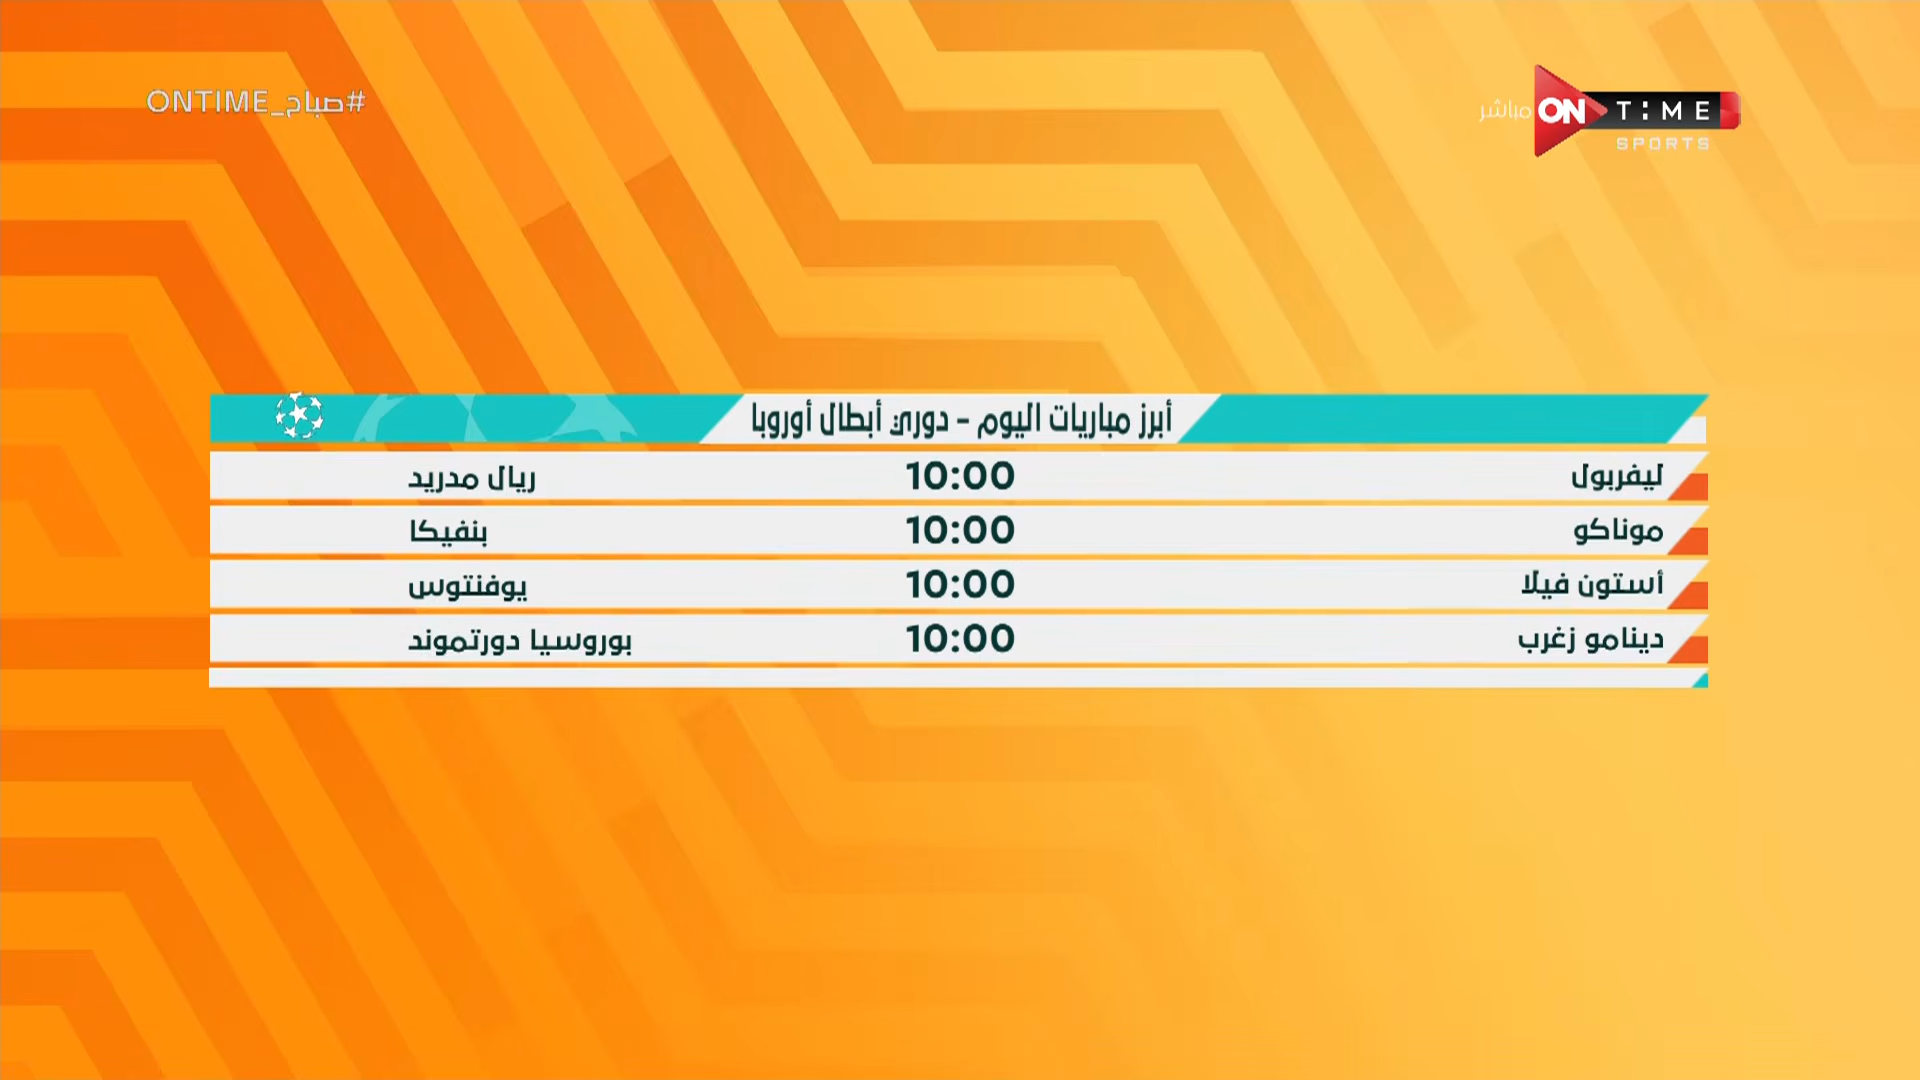 #صباح_ONTIME
مباشر ON TIME
SPORTS
أبرز مباريات اليوم - دوري أبطال أوروبا
ليفربول 10:00 ريال مدريد
موناكو 10:00 بنفيكا
أستون فيلا 10:00 يوفنتوس
دينامو زغرب 10:00 بوروسيا دورتموند